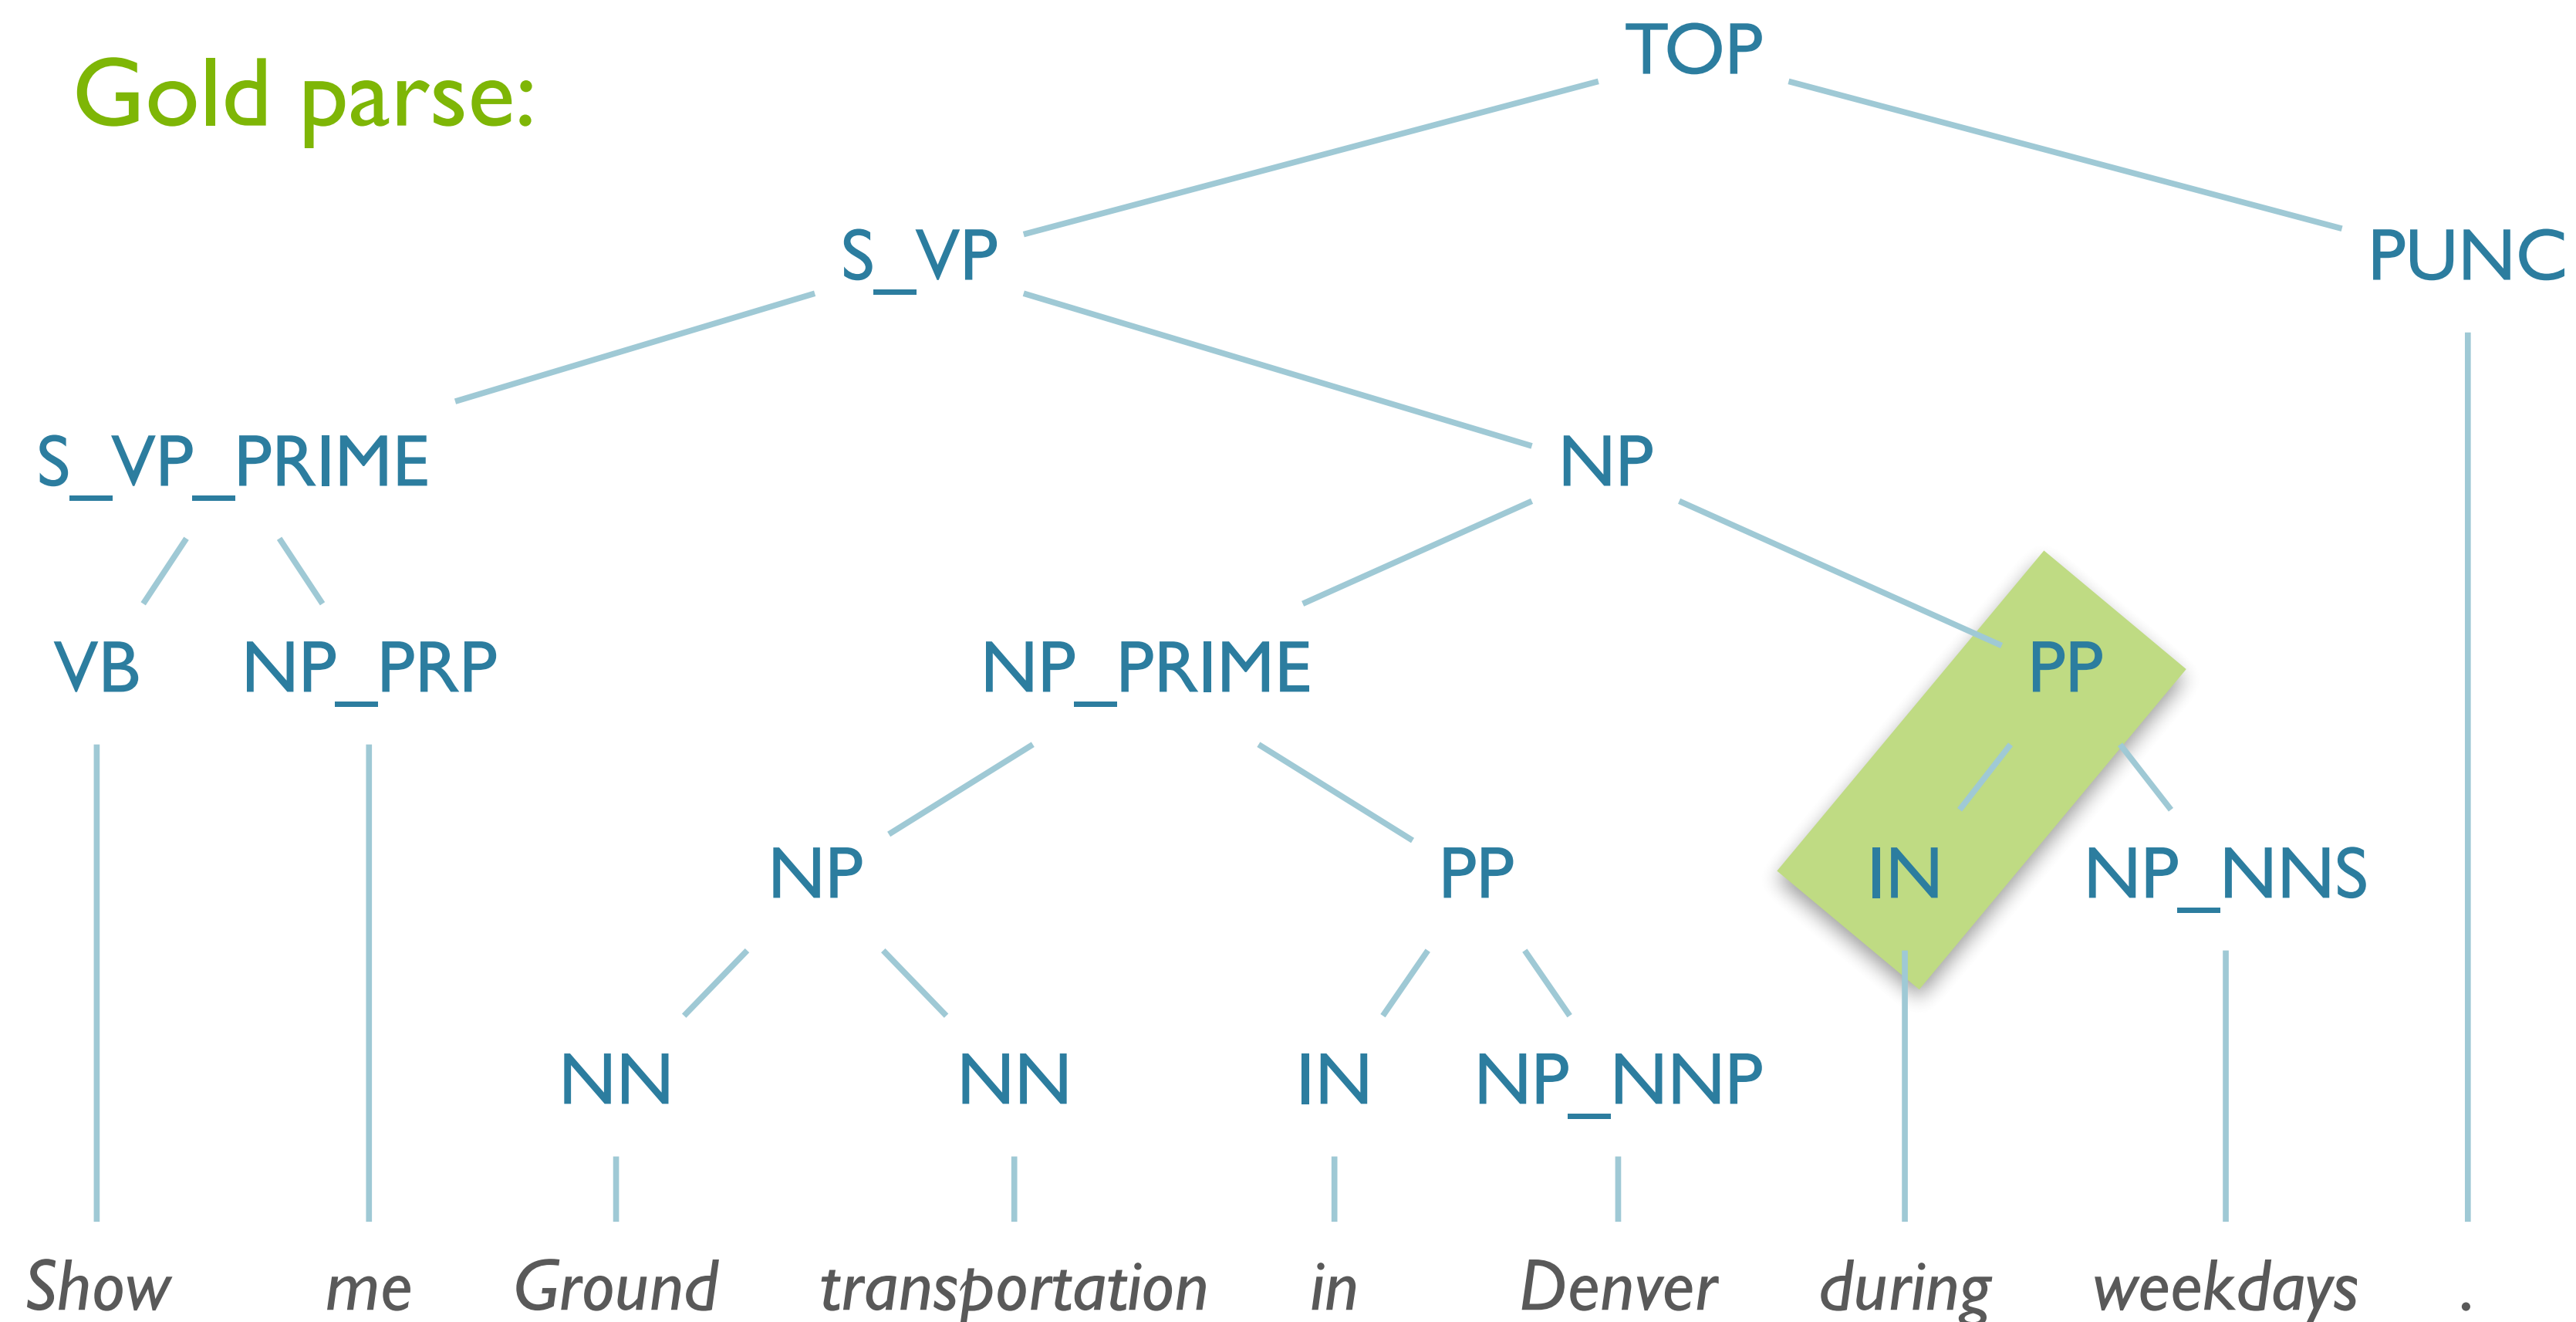 Gold parse:
TOP
S_VP PUNC
S_VP_PRIME NP
VB NP_PRP NP_PRIME PP
NP PP IN NP_NNS
NN NN IN NP_NNP
Show me Ground transportation in Denver during weekdays .